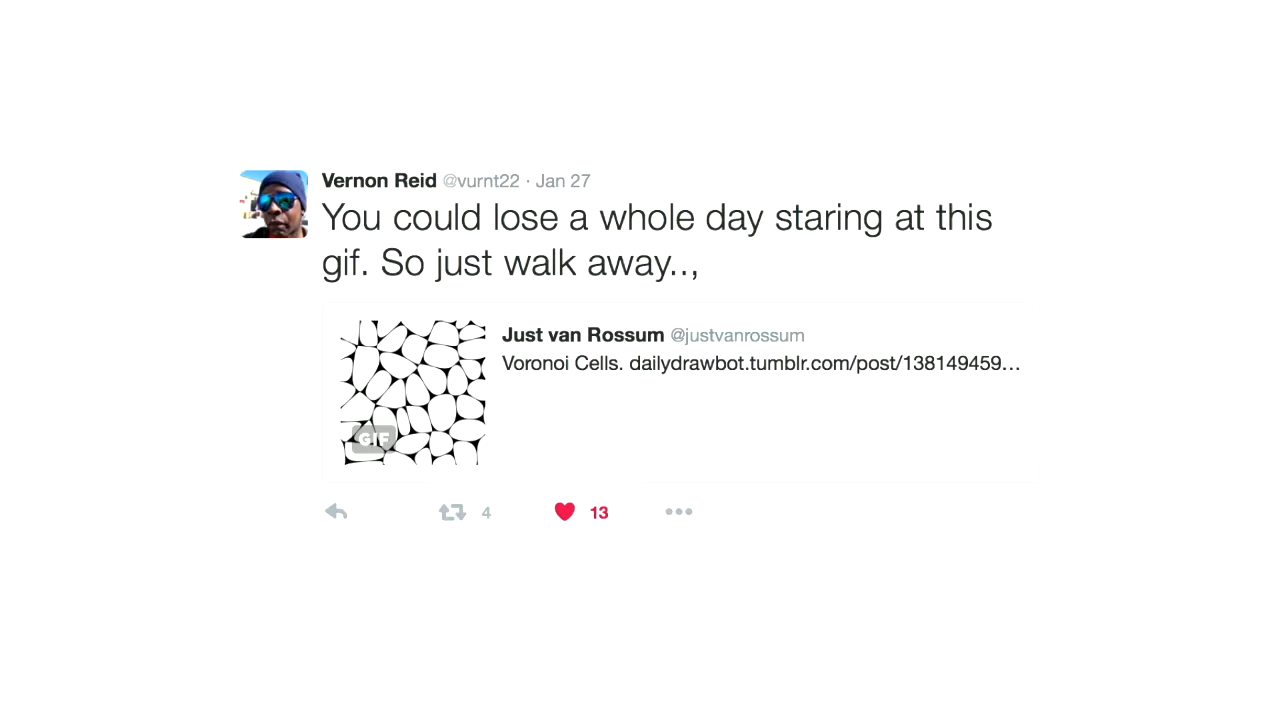 Vernon Reid @vurnt22 · Jan 27
You could lose a whole day staring at this
gif. So just walk away..,
Just van Rossum @justvanrossum
Voronoi Cells. dailydrawbot.tumblr.com/post/138149459…
GIF
4
13